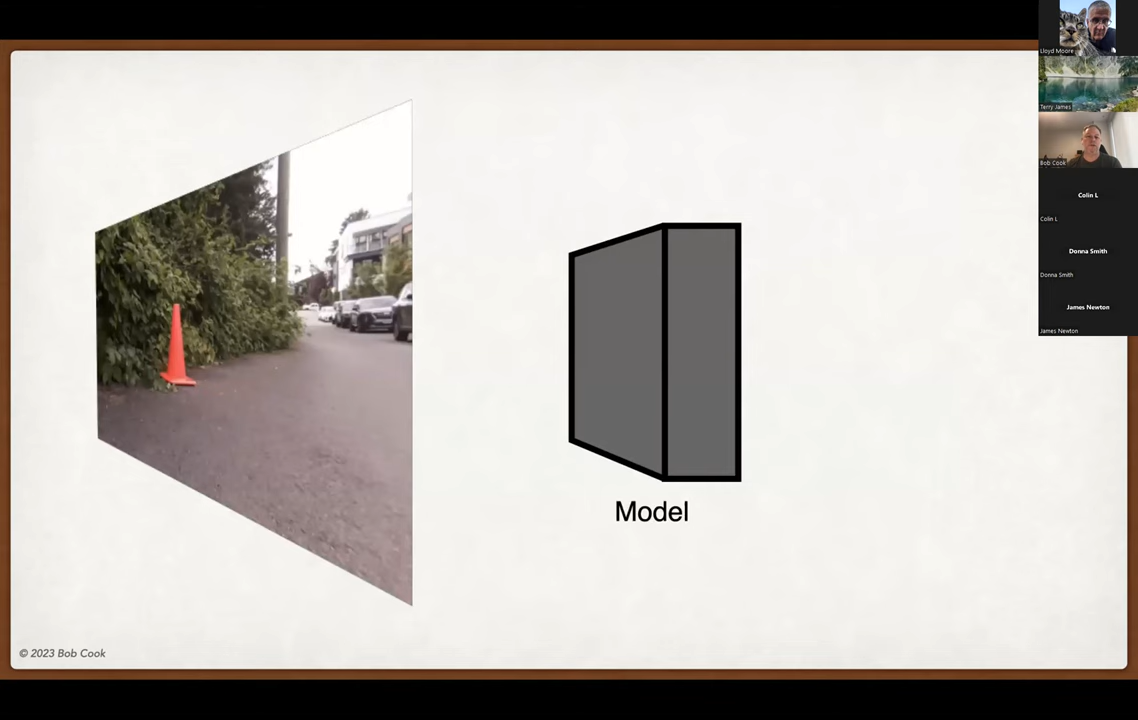 Model
© 2023 Bob Cook
Lloyd Moore
Terry James
Bob Cook
Colin L
Colin L
Donna Smith
Donna Smith
James Newton
James Newton